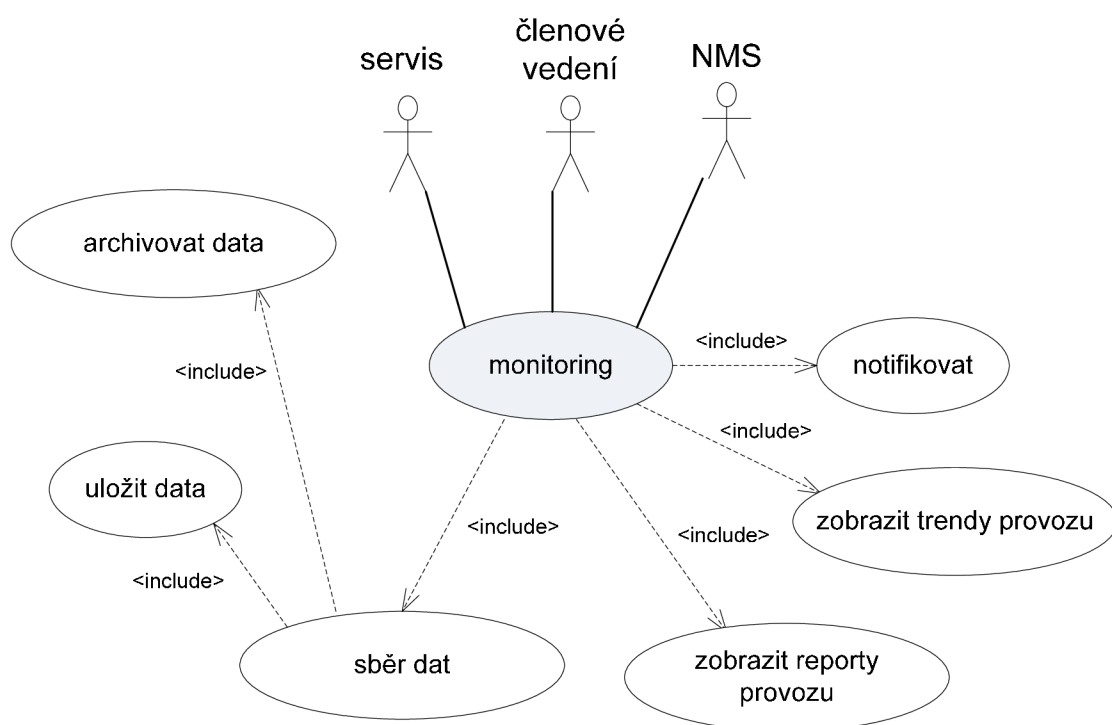 servis
členové
vedení
NMS
archivovat data
<include>
monitoring
<include>
notifikovat
<include>
uložit data
zobrazit trendy provozu
<include>
<include>
<include>
sběr dat
zobrazit reporty
provozu